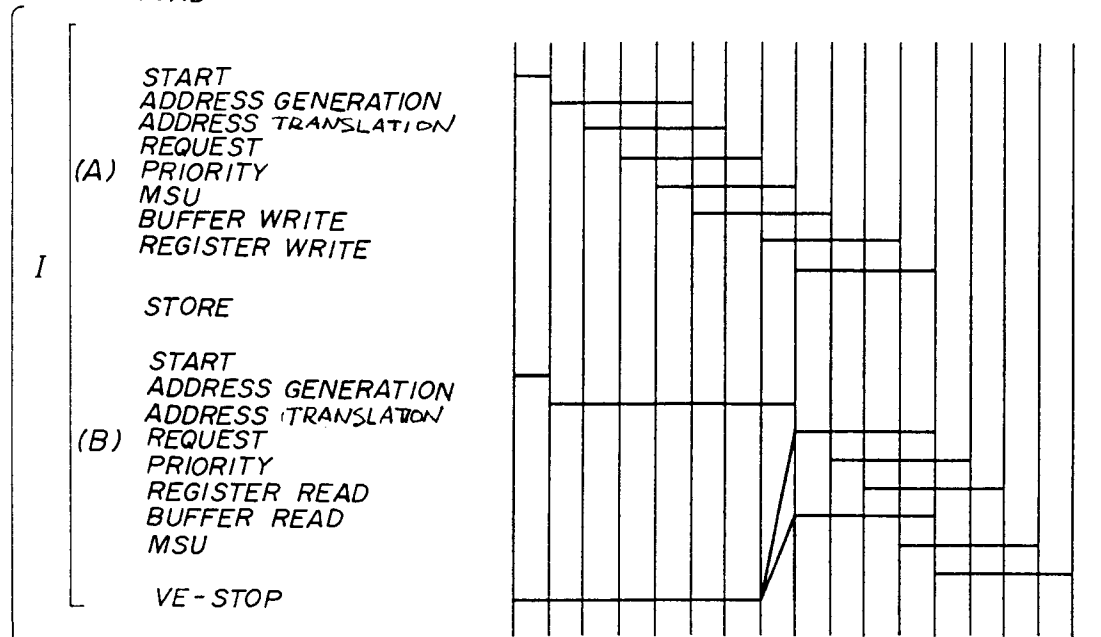 START
ADDRESS GENERATION
ADDRESS TRANSLATION
REQUEST
(A) PRIORITY
MSU
BUFFER WRITE
REGISTER WRITE
I
STORE
START
ADDRESS GENERATION
ADDRESS TRANSLATION
(B) REQUEST
PRIORITY
REGISTER READ
BUFFER READ
MSU
VE-STOP